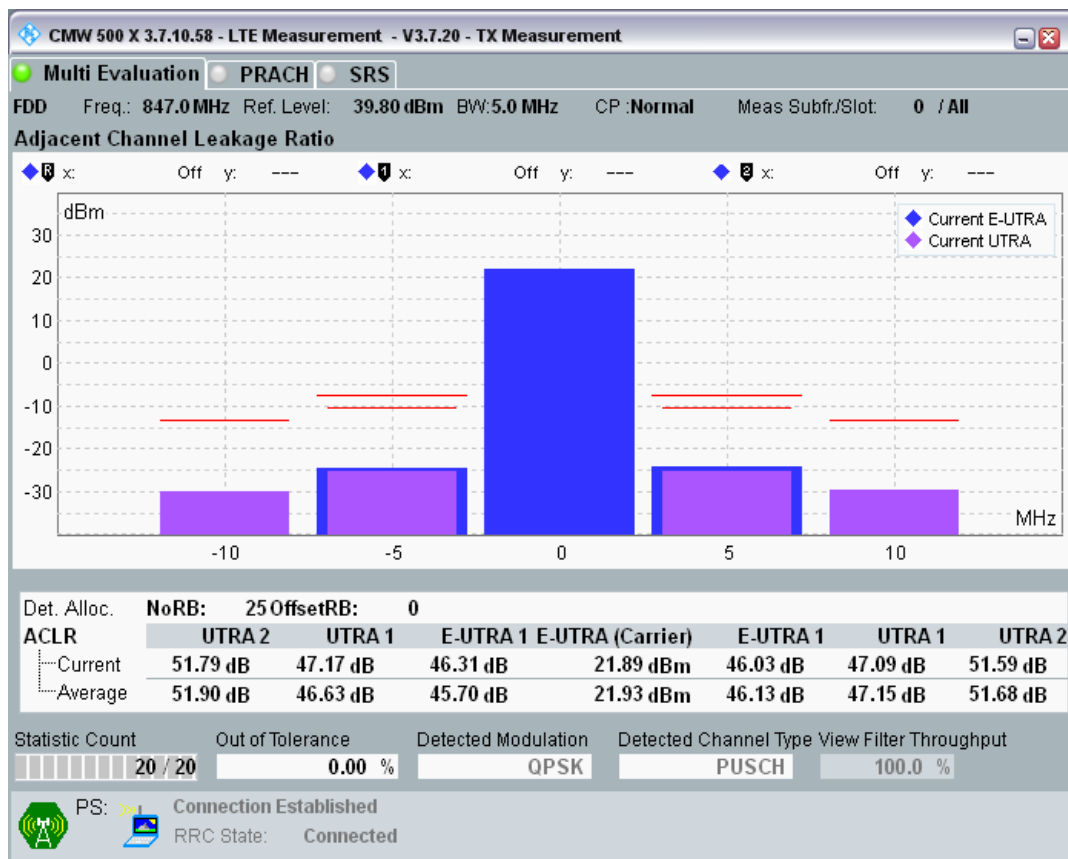 CMW 500 X 3.7.10.58 - LTE Measurement - V3.7.20 - TX Measurement
Multi Evaluation PRACH SRS
FDD Freq.: 847.0 MHz Ref. Level: 39.80 dBm BW:5.0 MHz CP :Normal Meas Subfr./Slot: 0 / All
Adjacent Channel Leakage Ratio
R x: Off y: --- 1 x: Off y: --- 2 x: Off y: ---
dBm
Current E-UTRA
Current UTRA
30
20
10
0
-10
-20
-30
MHz
-10 -5 0 5 10
Det. Alloc. NoRB: 25 OffsetRB: 0
ACLR UTRA 2 UTRA 1 E-UTRA 1 E-UTRA (Carrier) E-UTRA 1 UTRA 1 UTRA 2
Current 51.79 dB 47.17 dB 46.31 dB 21.89 dBm 46.03 dB 47.09 dB 51.59 dB
Average 51.90 dB 46.63 dB 45.70 dB 21.93 dBm 46.13 dB 47.15 dB 51.68 dB
Statistic Count Out of Tolerance Detected Modulation Detected Channel Type View Filter Throughput
20 / 20 0.00 % QPSK PUSCH 100.0 %
PS: Connection Established
RRC State: Connected